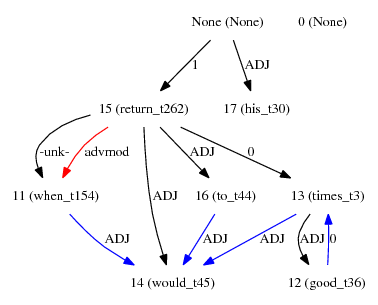 None (None) 0 (None)
1 ADJ
15 (return_t262) 17 (his_t30)
-unk- advmod ADJ ADJ 0
11 (when_t154) 16 (to_t44) 13 (times_t3)
ADJ ADJ ADJ ADJ 0
14 (would_t45) 12 (good_t36)